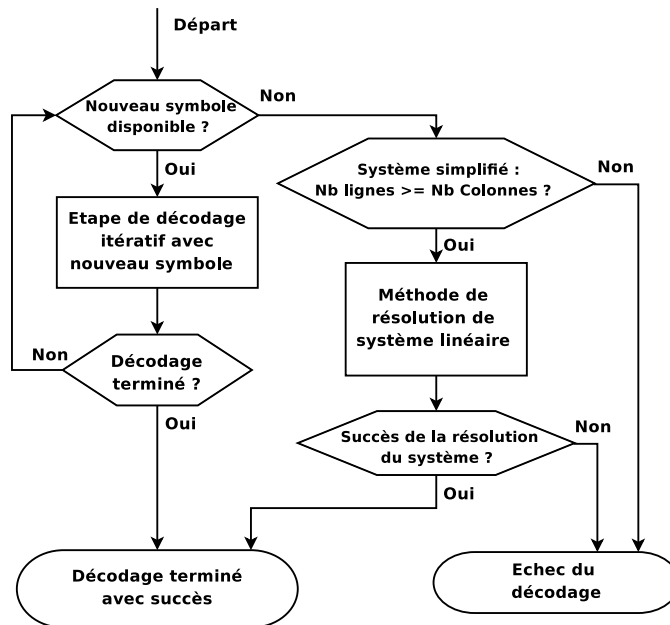 Départ
Nouveau symbole
disponible ?
Non
Oui
Système simplifié :
Nb lignes >= Nb Colonnes ?
Non
Etape de décodage
itératif avec
nouveau symbole
Oui
Méthode de
résolution de
système linéaire
Non
Décodage
terminé ?
Oui
Succès de la résolution
du système ?
Non
Oui
Décodage terminé
avec succès
Echec du
décodage